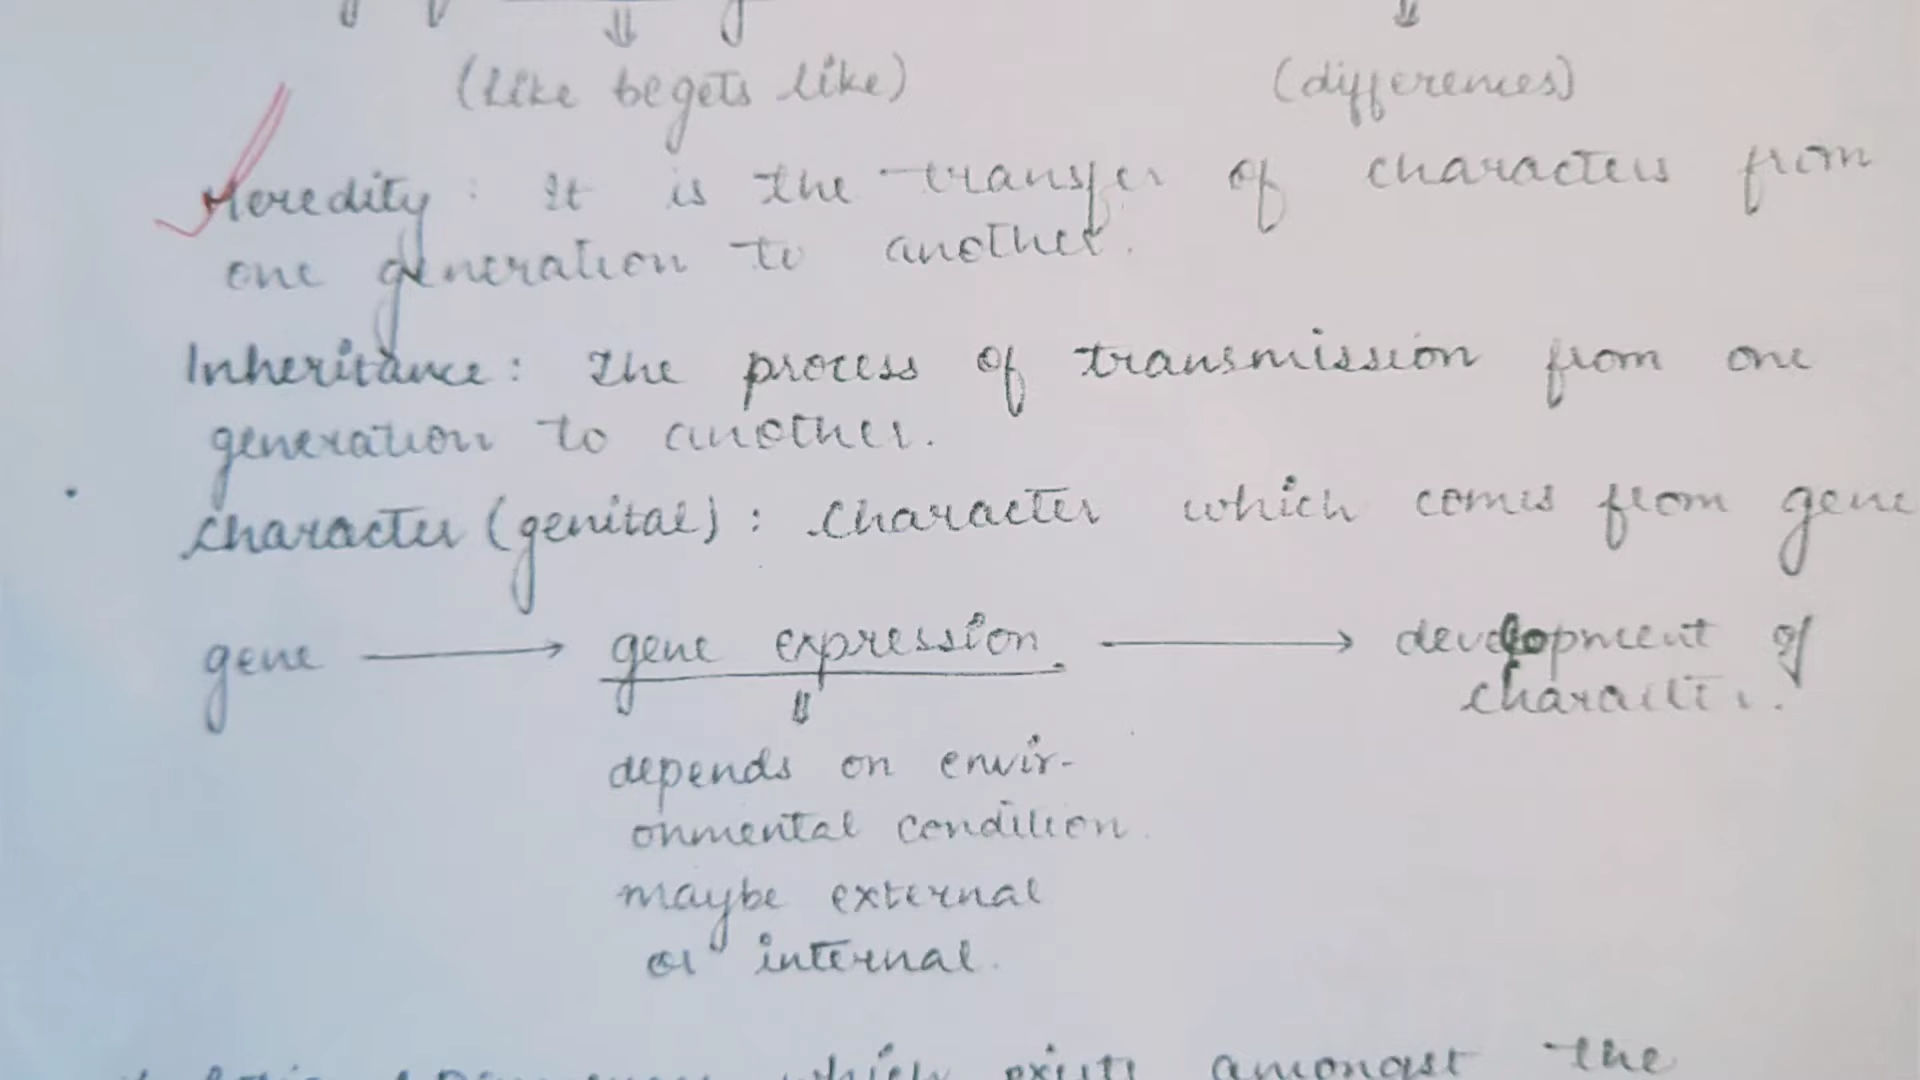 (like begets like) (differences)
Heredity : It is the transfer of characters from
one generation to another.
Inheritance : The process of transmission from one
generation to another.
character (genital) : Character which comes from gene
gene → gene expression. → development of
character.
⇓
depends on envir-
onmental condition.
maybe external
or internal.
which exists amongst the